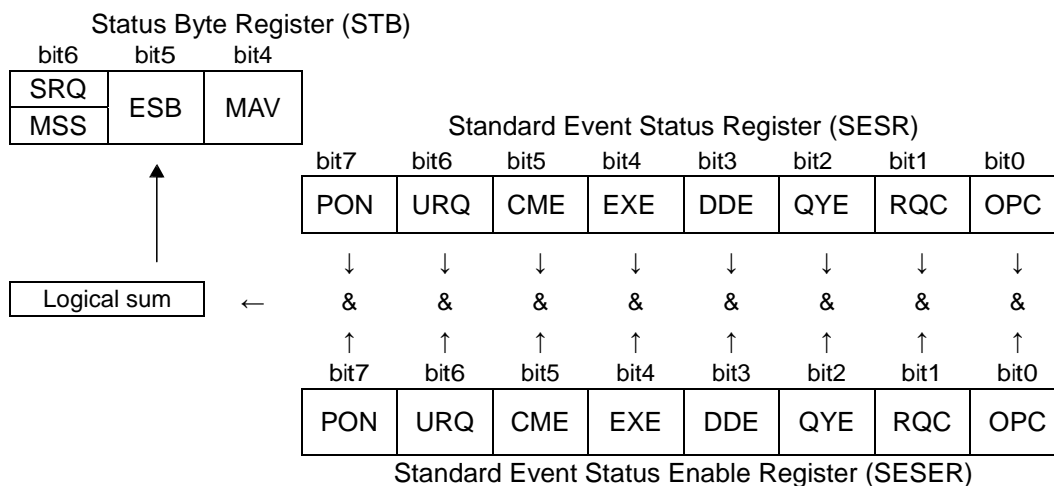 Status Byte Register (STB)
bit6 bit5 bit4
SRQ
MSS
ESB MAV
Standard Event Status Register (SESR)
bit7 bit6 bit5 bit4 bit3 bit2 bit1 bit0
PON URQ CME EXE DDE QYE RQC OPC
↓ ↓ ↓ ↓ ↓ ↓ ↓ ↓
Logical sum ← & & & & & & & &
↑ ↑ ↑ ↑ ↑ ↑ ↑ ↑
bit7 bit6 bit5 bit4 bit3 bit2 bit1 bit0
PON URQ CME EXE DDE QYE RQC OPC
Standard Event Status Enable Register (SESER)